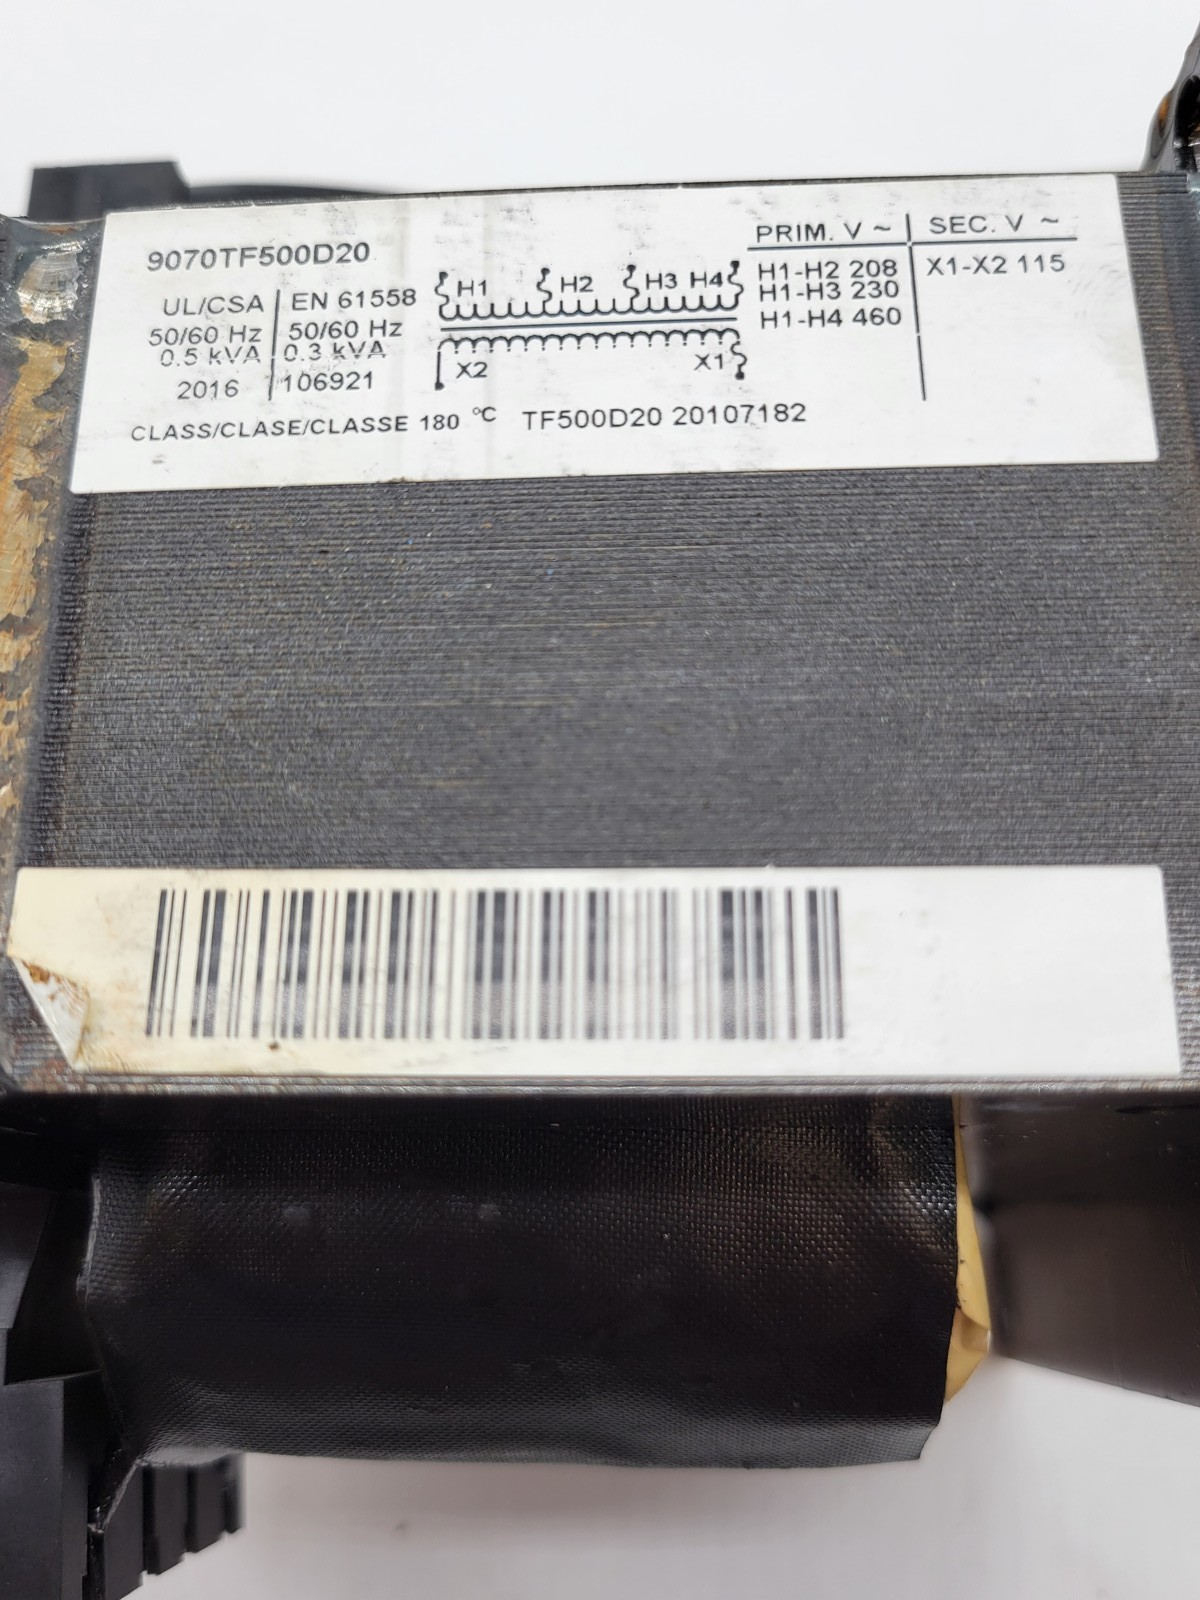 9070TF500D20
UL/CSA EN 61558
50/60 Hz 50/60 Hz
0.5 kVA 0.3 kVA
2016 106921
H1 H2 H3 H4
X2 X1
PRIM. V ~ SEC. V ~
H1-H2 208 X1-X2 115
H1-H3 230
H1-H4 460
CLASS/CLASE/CLASSE 180 °C TF500D20 20107182